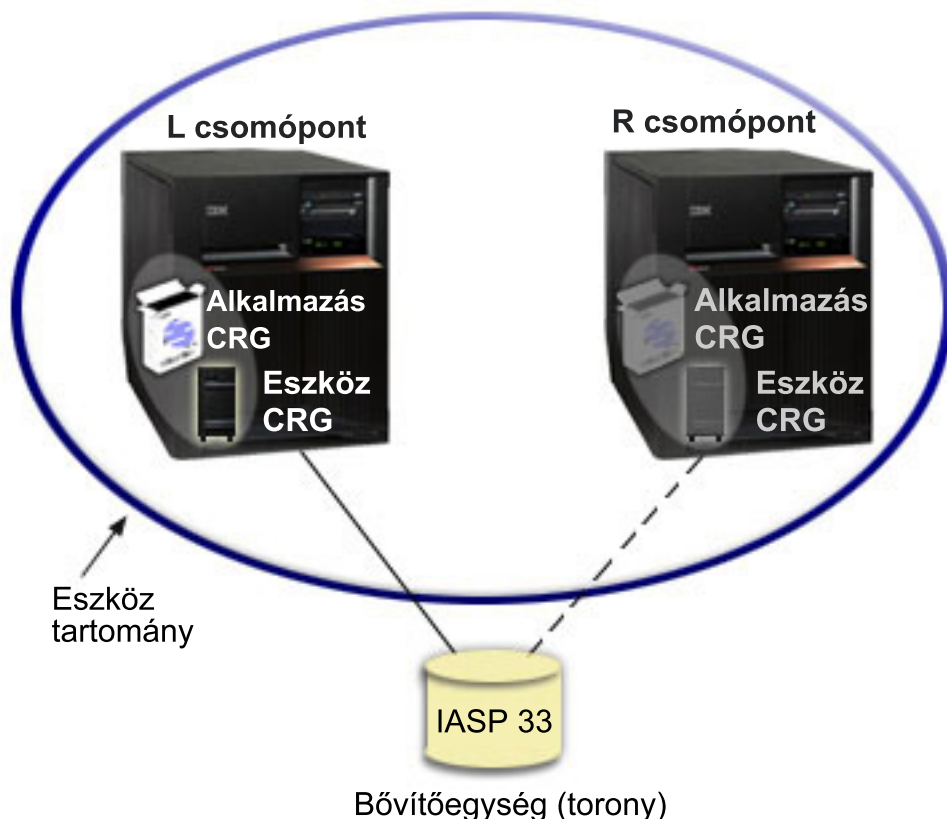 L csomópont
R csomópont
IBM
IBM
Alkalmazás
CRG
Eszköz
CRG
Alkalmazás
CRG
Eszköz
CRG
Eszköz
tartomány
IASP 33
Bővítőegység (torony)